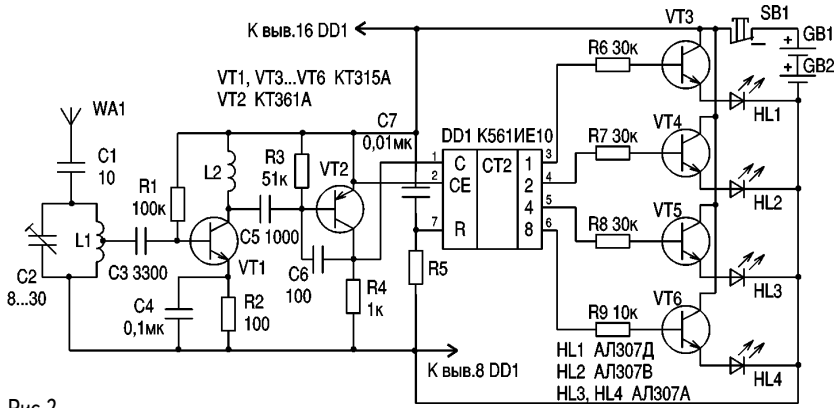 К выв.16 DD1
VT1, VT3...VT6 КТ315А
VT2 КТ361А
WA1
C1
10
R1
100к
C2
8...30
L1
C3 3300
L2
VT1
C4
0,1мк
R2
100
R3
51к
C5 1000
VT2
C6
100
R4
1к
C7
0,01мк
R5
DD1 К561ИЕ10
1 C CT2 1 3
2 CE 2 4
4 5
7 R 8 6
К выв.8 DD1
R6 30к
VT3
HL1
SB1
GB1
GB2
+
+
−
R7 30к
VT4
HL2
R8 30к
VT5
HL3
R9 10к
VT6
HL4
HL1 АЛ307Д
HL2 АЛ307В
HL3, HL4 АЛ307А
Рис.2